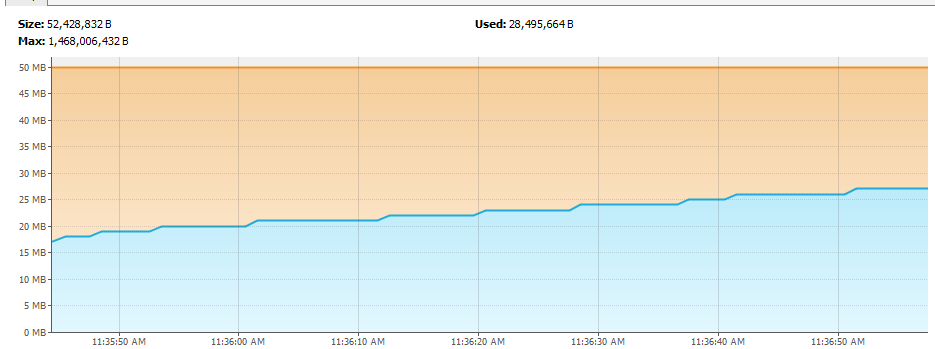 Size: 52,428,832 B
Used: 28,495,664 B
Max: 1,468,006,432 B
50 MB
45 MB
40 MB
35 MB
30 MB
25 MB
20 MB
15 MB
10 MB
5 MB
0 MB
11:35:50 AM 11:36:00 AM 11:36:10 AM 11:36:20 AM 11:36:30 AM 11:36:40 AM 11:36:50 AM